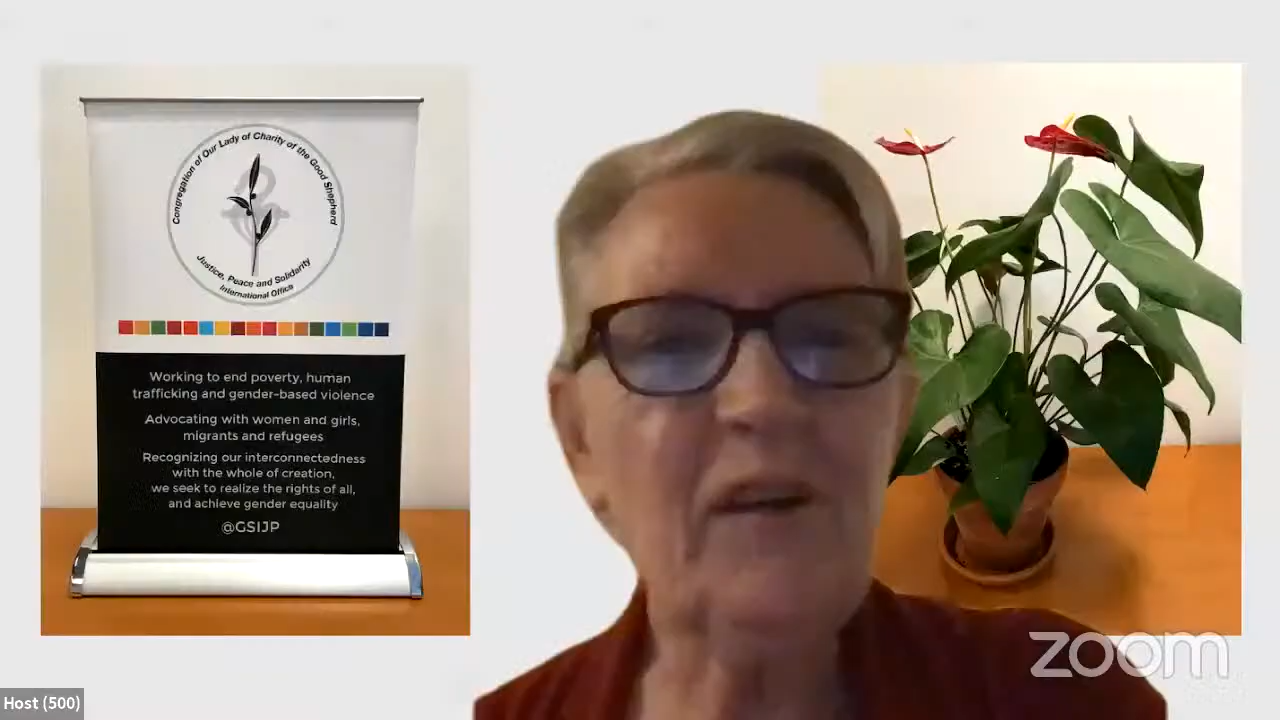 Congregation of Our Lady of Charity of the Good Shepherd
Justice, Peace and Solidarity
International Office
Working to end poverty, human
trafficking and gender-based violence
Advocating with women and girls,
migrants and refugees
Recognizing our interconnectedness
with the whole of creation,
we seek to realize the rights of all,
and achieve gender equality
@GSIJP
zoom
Host (500)